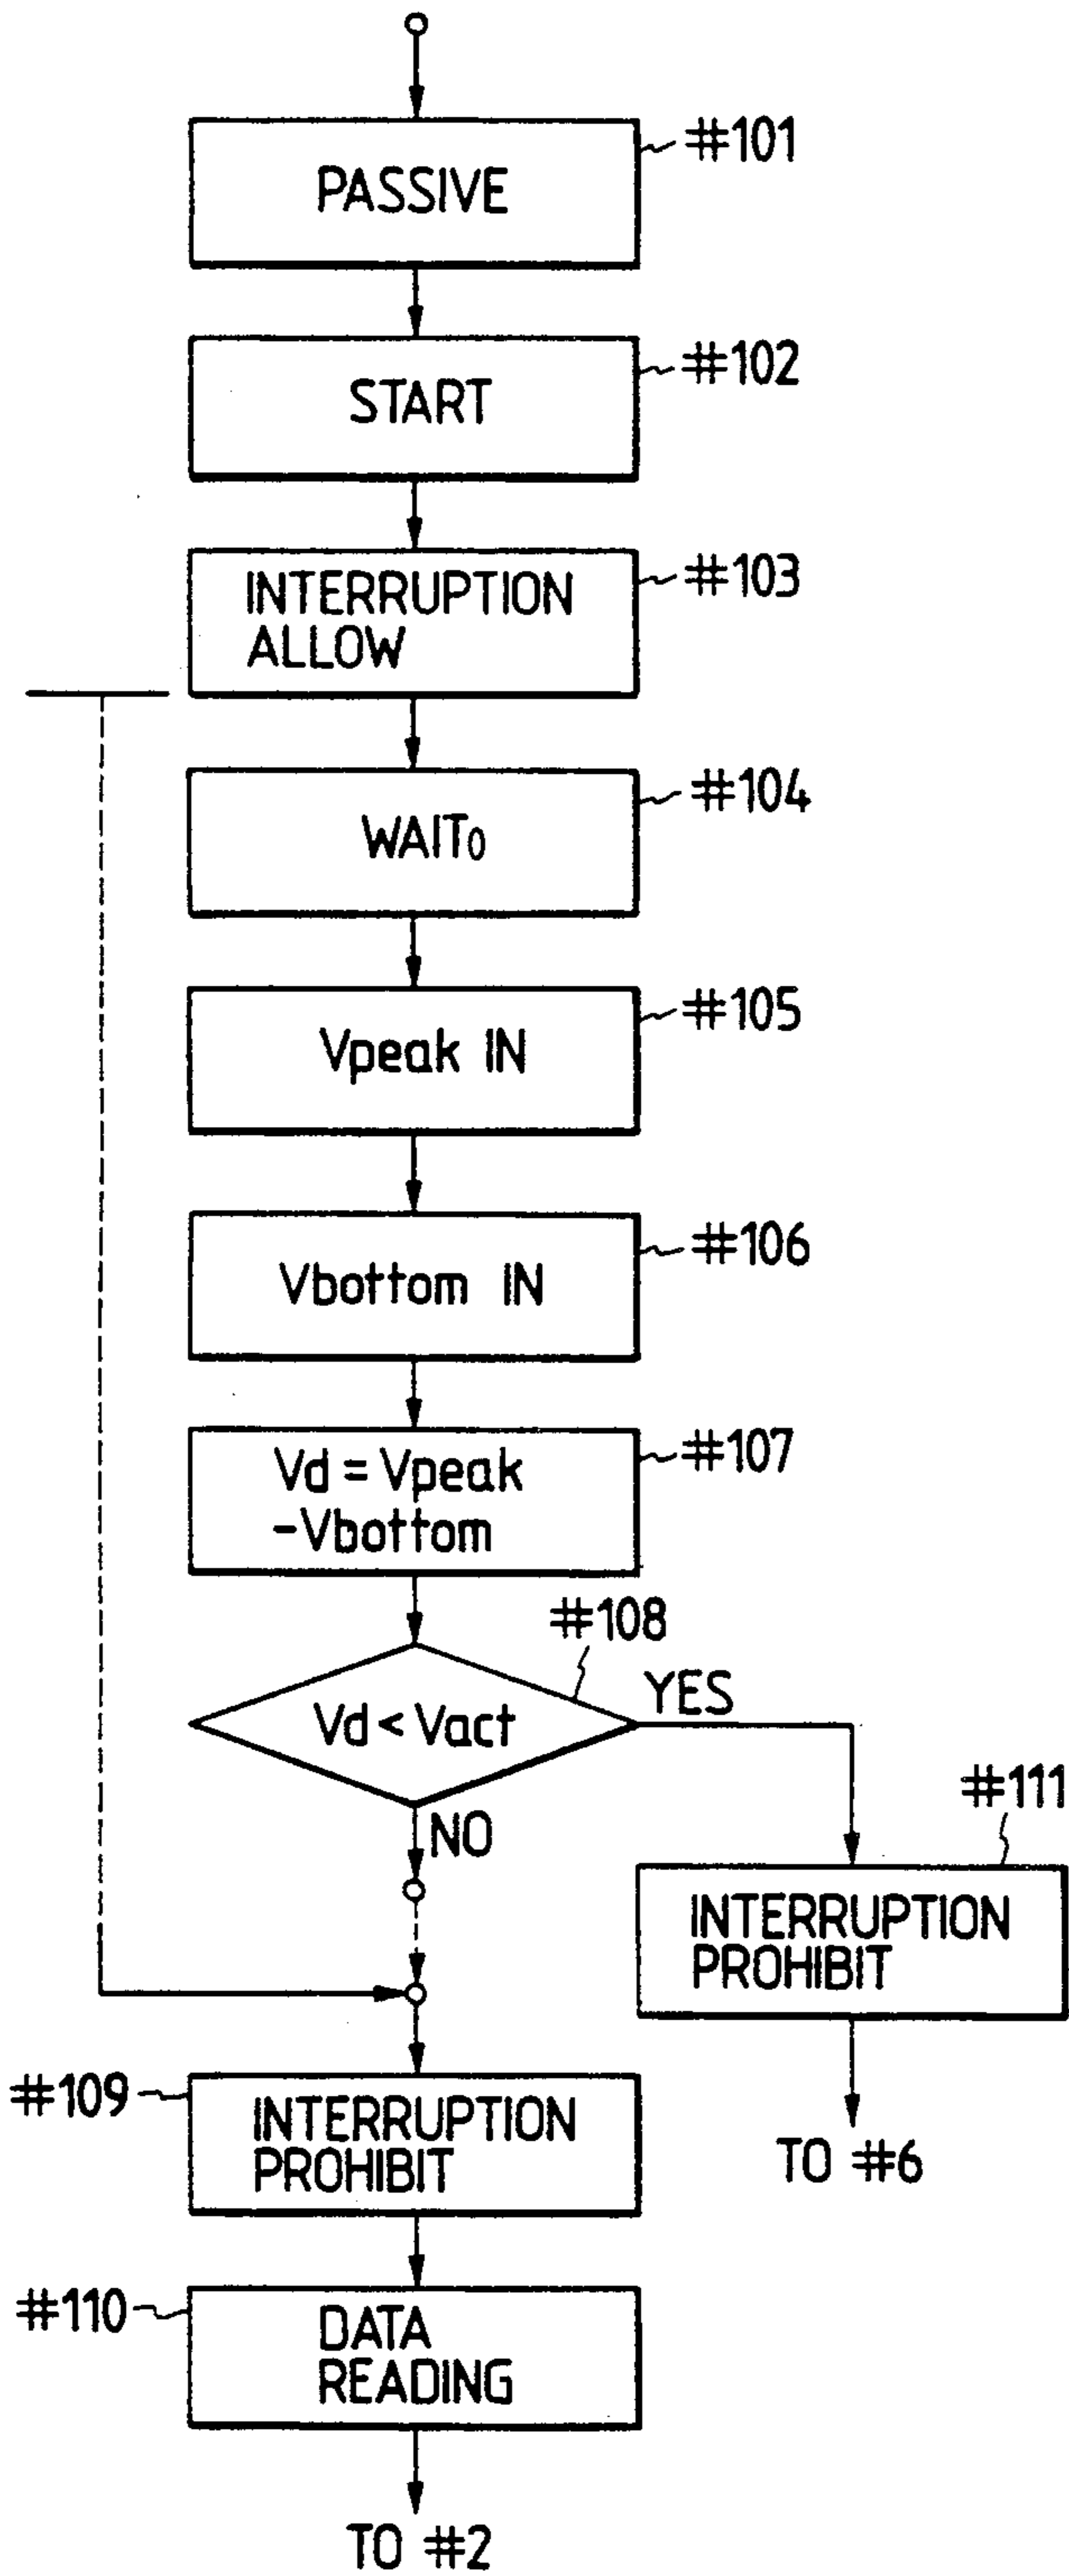 #101
PASSIVE
#102
START
#103
INTERRUPTION
ALLOW
#104
WAIT0
#105
Vpeak IN
#106
Vbottom IN
#107
Vd = Vpeak
-Vbottom
#108
Vd < Vact
YES
NO
#111
INTERRUPTION
PROHIBIT
TO #6
#109
INTERRUPTION
PROHIBIT
#110
DATA
READING
TO #2